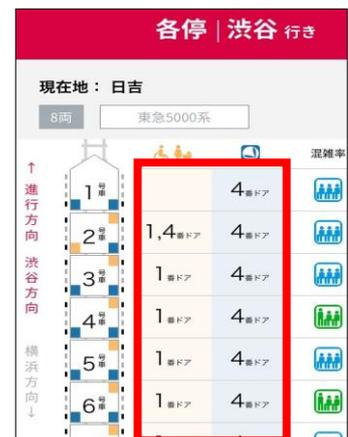 各停 | 渋谷 行き
現在地： 日吉
8両
東急5000系
混雑率
↑
進行方向
渋谷方向
横浜方向
↓
1号車 4番ドア
2号車 1,4番ドア 4番ドア
3号車 1番ドア 4番ドア
4号車 1番ドア 4番ドア
5号車 1番ドア 4番ドア
6号車 1番ドア 4番ドア